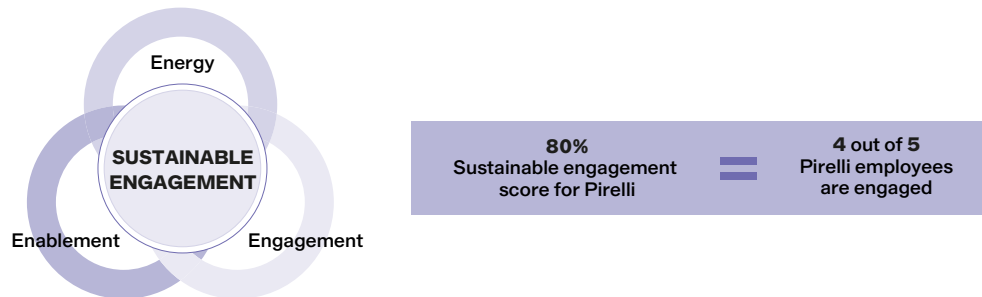 Energy
SUSTAINABLE
ENGAGEMENT
Enablement
Engagement
80%
Sustainable engagement
score for Pirelli
=
4 out of 5
Pirelli employees
are engaged